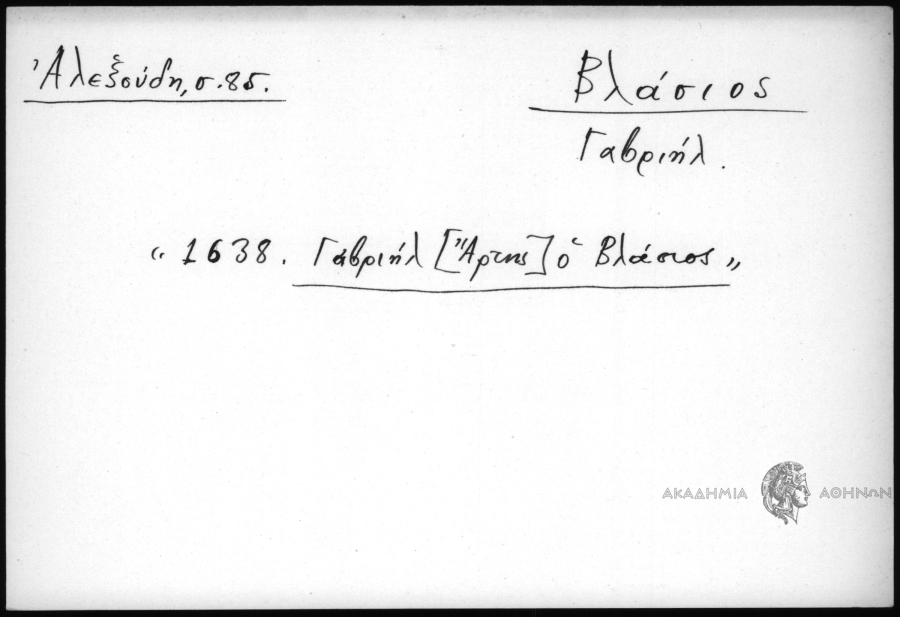 Ἀλεξούδη, σ. 85.
Βλάσιος
Γαβριήλ.
« 1638. Γαβριήλ [Ἄρτης] ὁ Βλάσιος »
ΑΚΑΔΗΜΙΑ ΑΘΗΝΩΝ